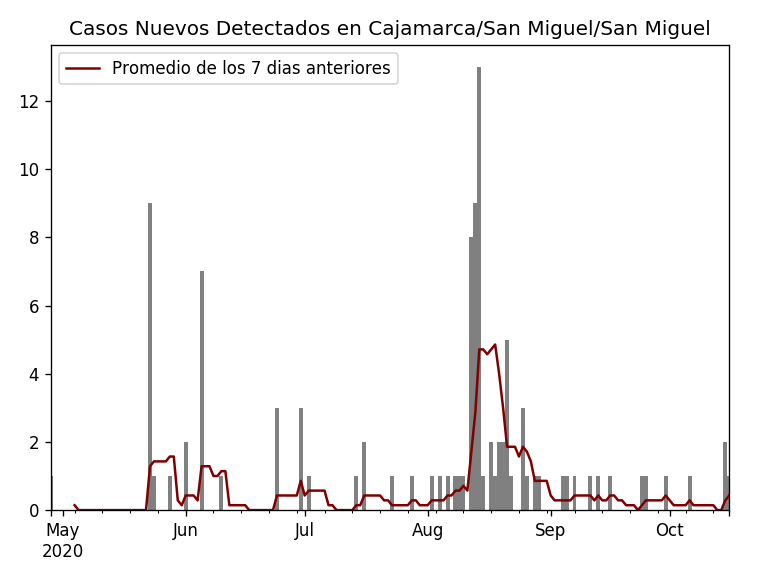 Casos Nuevos Detectados en Cajamarca/San Miguel/San Miguel
Promedio de los 7 dias anteriores
12
10
8
6
4
2
0
May Jun Jul Aug Sep Oct
2020